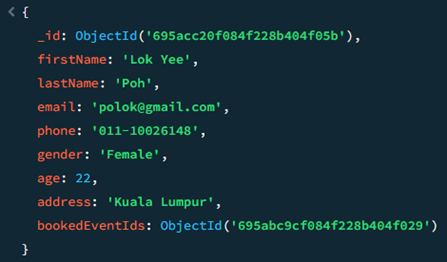 {
_id: ObjectId('695acc20f084f228b404f05b'),
firstName: 'Lok Yee',
lastName: 'Poh',
email: 'polok@gmail.com',
phone: '011-10026148',
gender: 'Female',
age: 22,
address: 'Kuala Lumpur',
bookedEventIds: ObjectId('695abc9cf084f228b404f029')
}